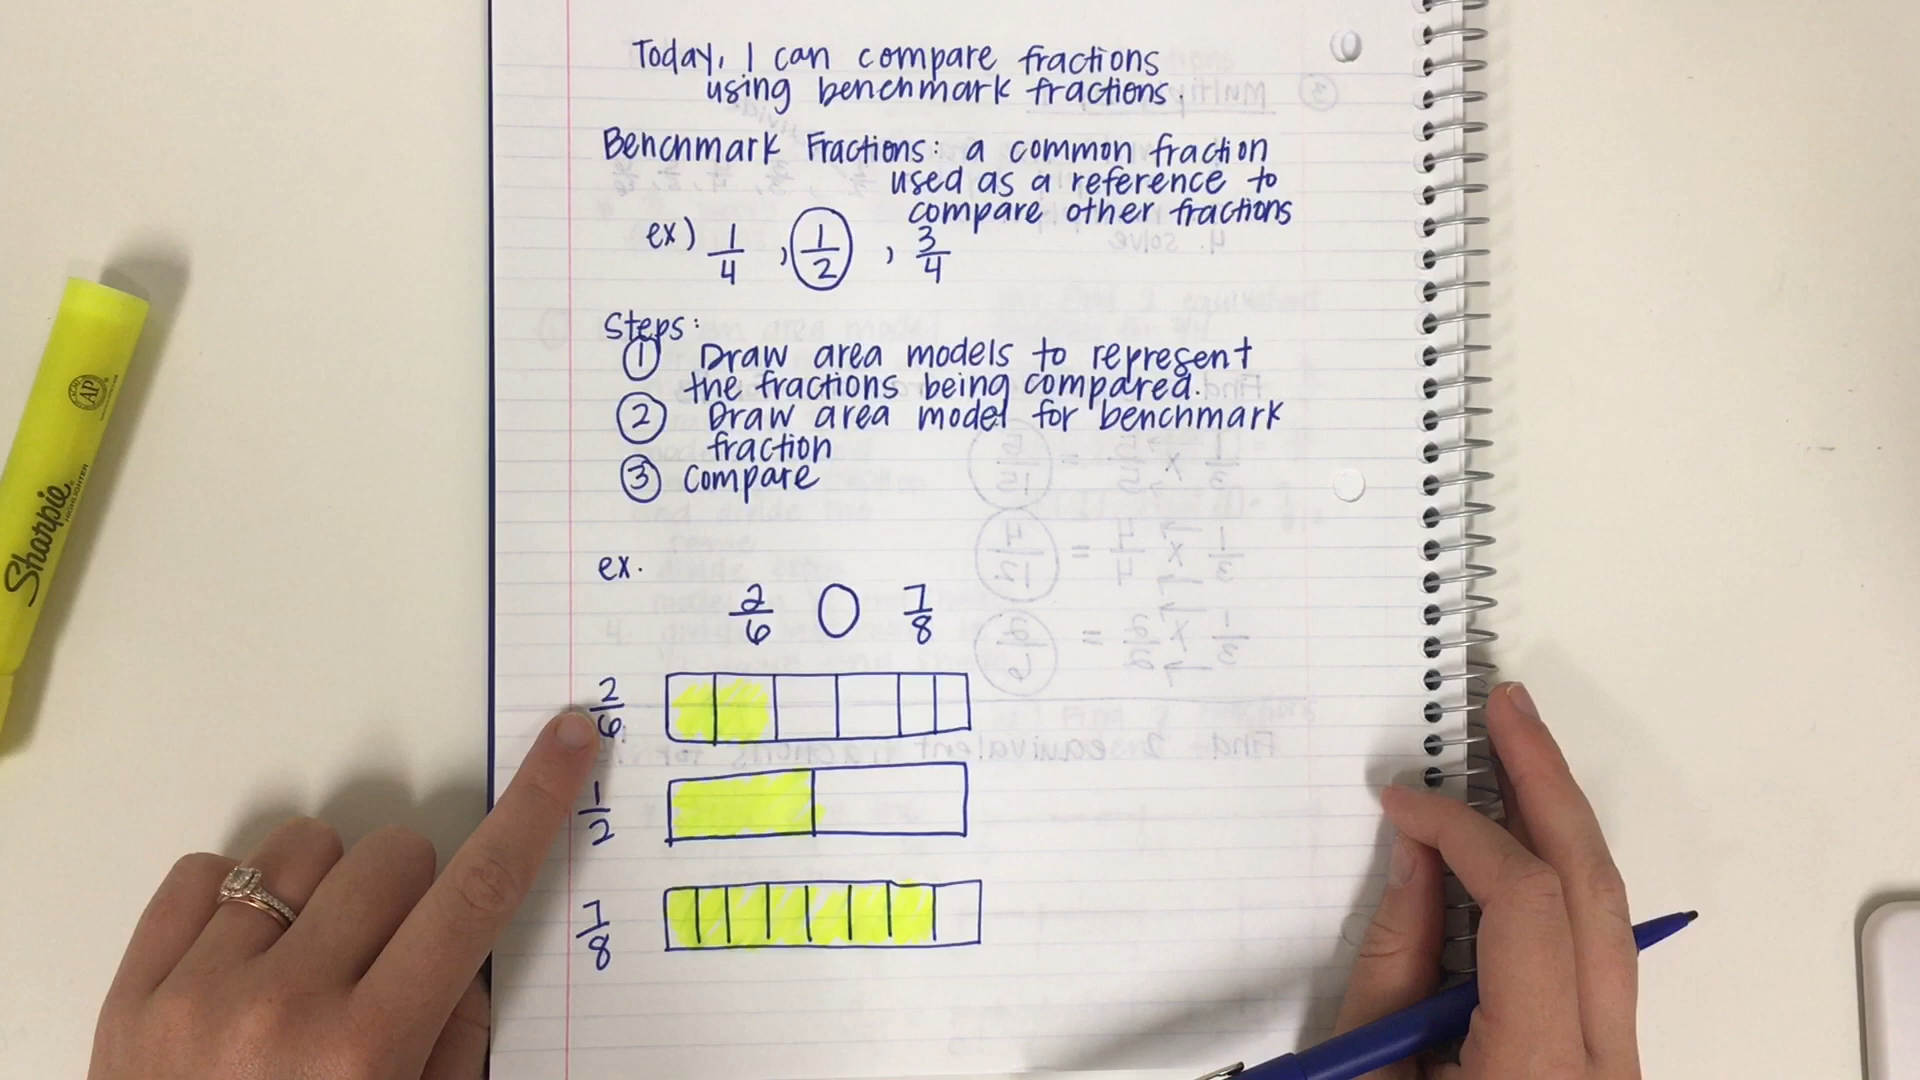 Today, I can compare fractions
using benchmark fractions.
Benchmark Fractions: a common fraction
used as a reference to
compare other fractions
ex) 1/4 , 1/2 , 3/4
Steps:
① Draw area models to represent
the fractions being compared.
② Draw area model for benchmark
fraction
③ Compare
ex.
2/6 ○ 7/8
2/6
1/2
7/8
Sharpie
HIGHLIGHTER
AP